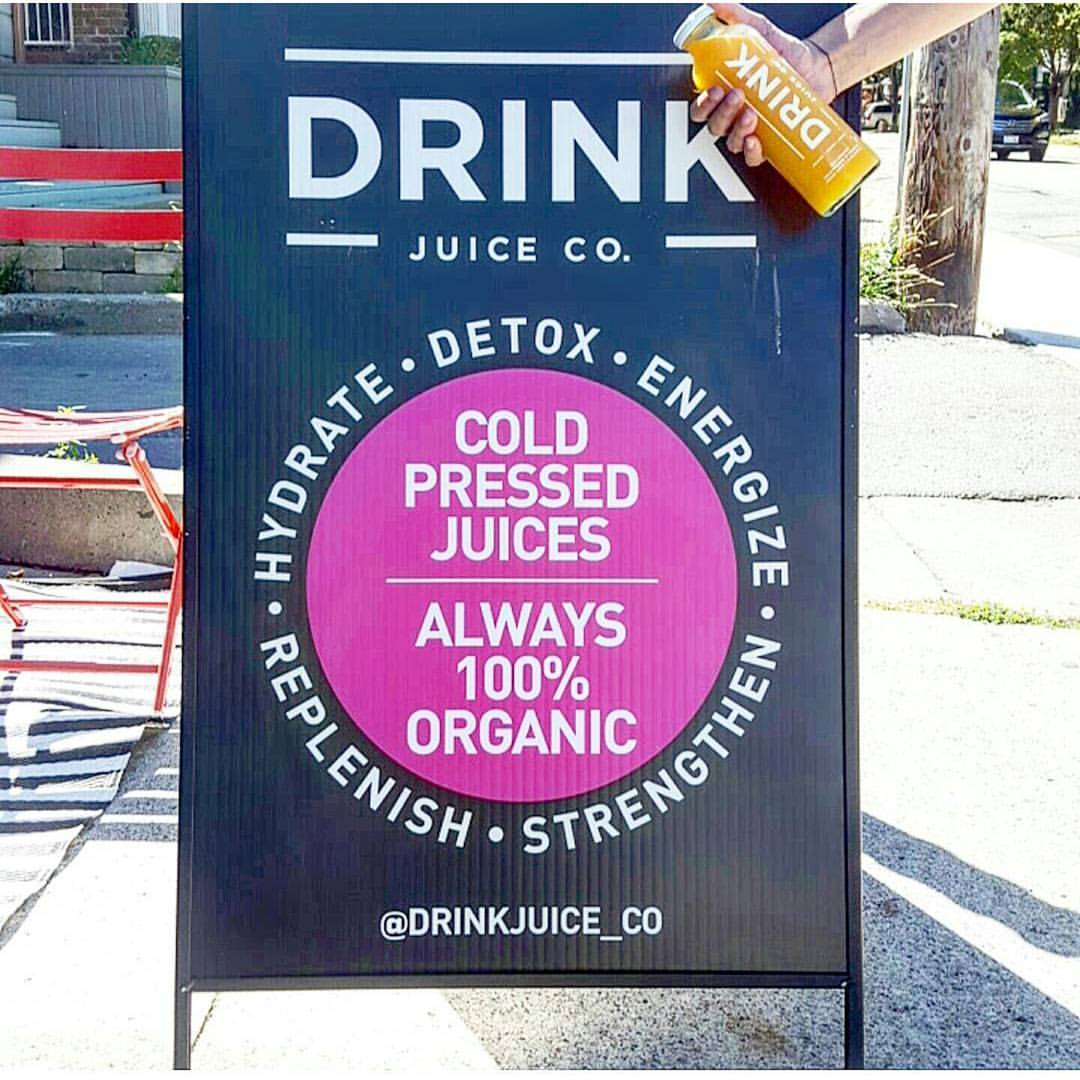 DRINK
JUICE CO.
DRINK
HYDRATE • DETOX • ENERGIZE • STRENGTHEN • REPLENISH •
COLD
PRESSED
JUICES
ALWAYS
100%
ORGANIC
@DRINKJUICE_CO